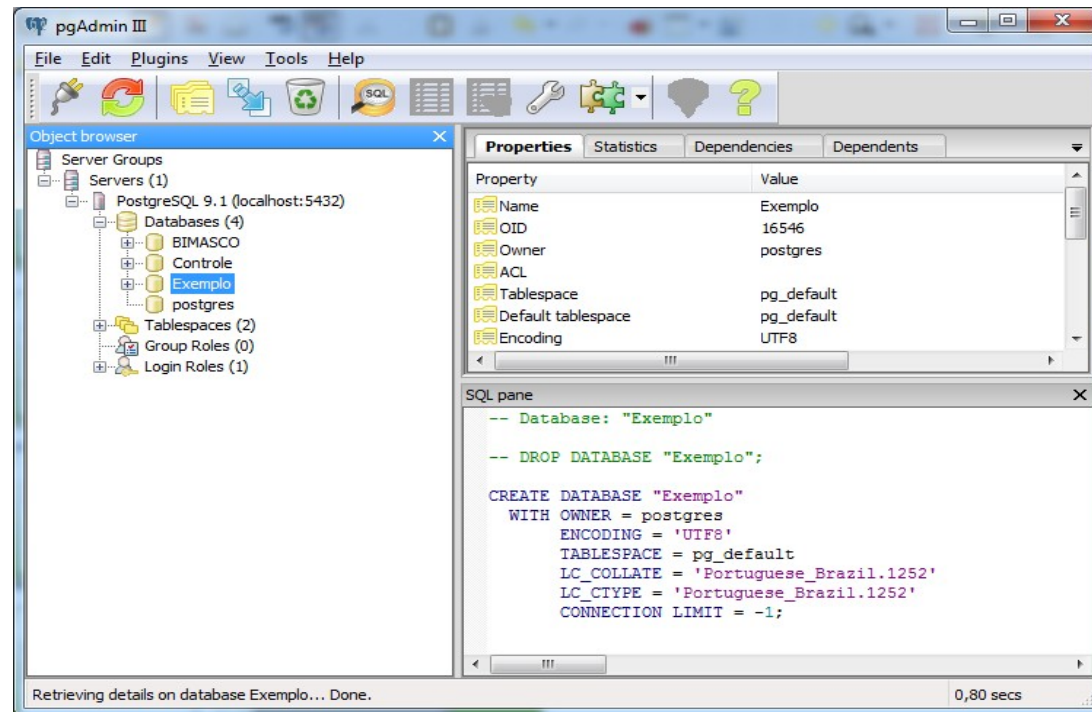 pgAdmin III
File Edit Plugins View Tools Help
SQL
Object browser
Server Groups
Servers (1)
PostgreSQL 9.1 (localhost:5432)
Databases (4)
BIMASCO
Controle
Exemplo
postgres
Tablespaces (2)
Group Roles (0)
Login Roles (1)
Properties Statistics Dependencies Dependents
Property Value
Name Exemplo
OID 16546
Owner postgres
ACL
Tablespace pg_default
Default tablespace pg_default
Encoding UTF8
SQL pane
-- Database: "Exemplo"
-- DROP DATABASE "Exemplo";
CREATE DATABASE "Exemplo"
WITH OWNER = postgres
ENCODING = 'UTF8'
TABLESPACE = pg_default
LC_COLLATE = 'Portuguese_Brazil.1252'
LC_CTYPE = 'Portuguese_Brazil.1252'
CONNECTION LIMIT = -1;
Retrieving details on database Exemplo... Done.
0,80 secs